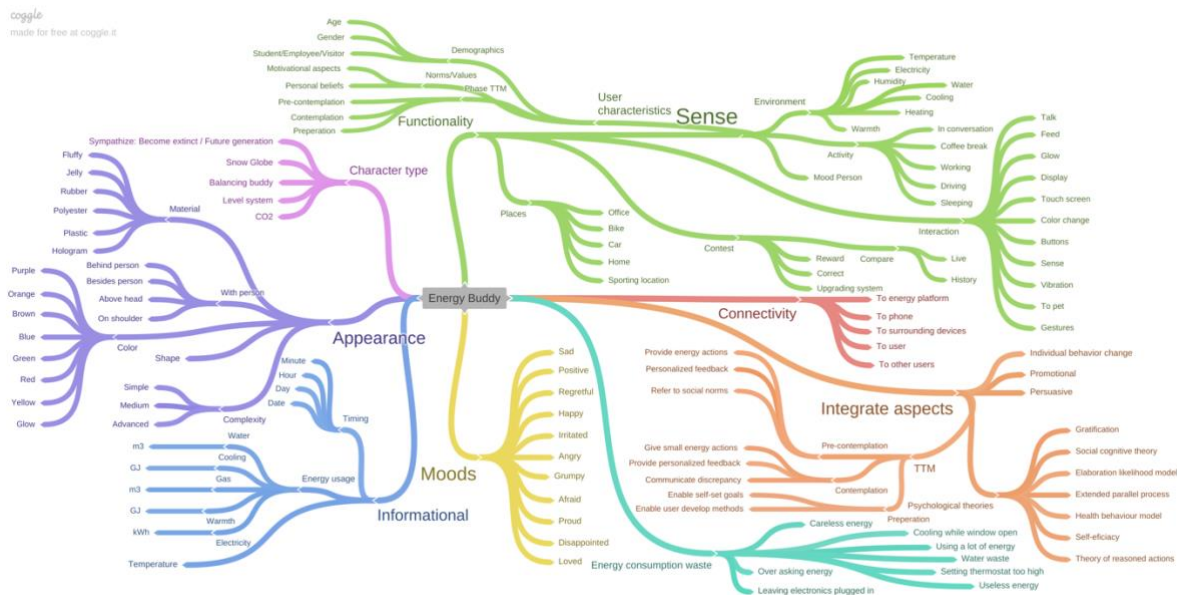 coggle
made for free at coggle.it
Energy Buddy
Functionality
User
characteristics
Demographics
Age
Gender
Student/Employee/Visitor
Norms/Values
Motivational aspects
Personal beliefs
Phase TTM
Pre-contemplation
Contemplation
Preperation
Sense
Environment
Temperature
Electricity
Humidity
Water
Cooling
Heating
Warmth
Activity
In conversation
Coffee break
Working
Driving
Sleeping
Mood Person
Interaction
Talk
Feed
Glow
Display
Touch screen
Color change
Buttons
Sense
Vibration
To pet
Gestures
Places
Office
Bike
Car
Home
Sporting location
Contest
Reward
Correct
Upgrading system
Compare
Live
History
Character type
Sympathize: Become extinct / Future generation
Snow Globe
Balancing buddy
Level system
CO2
Appearance
Material
Fluffy
Jelly
Rubber
Polyester
Plastic
Hologram
With person
Behind person
Besides person
Above head
On shoulder
Color
Purple
Orange
Brown
Blue
Green
Red
Yellow
Glow
Shape
Complexity
Simple
Medium
Advanced
Informational
Timing
Minute
Hour
Day
Date
Energy usage
Water
m3
Cooling
GJ
Gas
m3
Warmth
GJ
Electricity
kWh
Temperature
Moods
Sad
Positive
Regretful
Happy
Irritated
Angry
Grumpy
Afraid
Proud
Disappointed
Loved
Connectivity
To energy platform
To phone
To surrounding devices
To user
To other users
Integrate aspects
Individual behavior change
Promotional
Persuasive
TTM
Pre-contemplation
Provide energy actions
Personalized feedback
Refer to social norms
Contemplation
Give small energy actions
Provide personalized feedback
Communicate discrepancy
Preperation
Enable self-set goals
Enable user develop methods
Psychological theories
Gratification
Social cognitive theory
Elaboration likelihood model
Extended parallel process
Health behaviour model
Self-eficiacy
Theory of reasoned actions
Energy consumption waste
Careless energy
Cooling while window open
Using a lot of energy
Water waste
Setting thermostat too high
Useless energy
Over asking energy
Leaving electronics plugged in